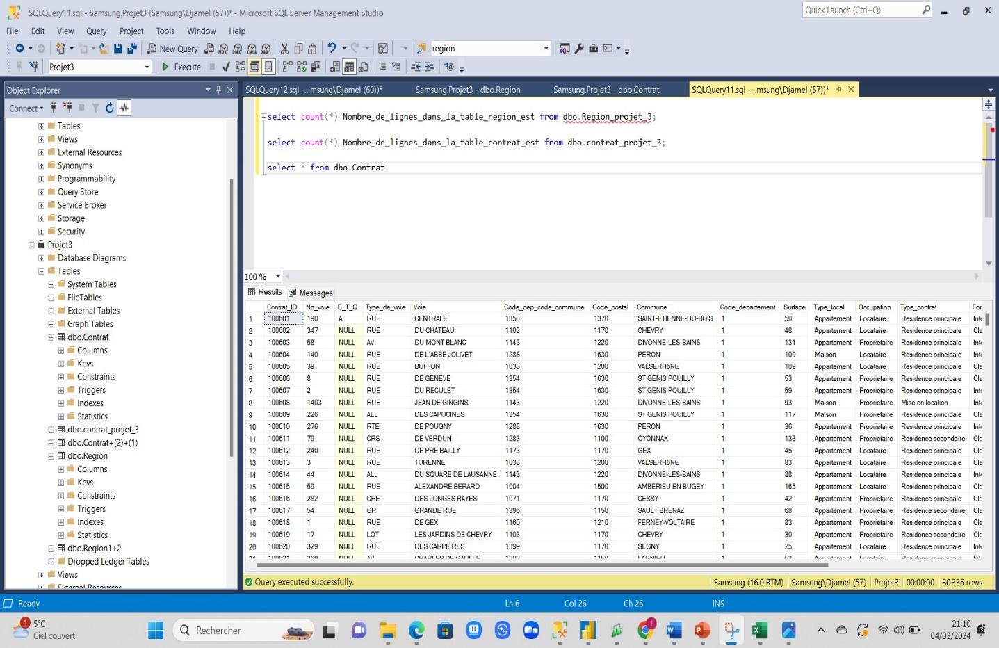 SQLQuery11.sql - Samsung.Projet3 (Samsung\Djamel (57))* - Microsoft SQL Server Management Studio
Quick Launch (Ctrl+Q)
File Edit View Query Project Tools Window Help
New Query
region
Projet3
Execute
Object Explorer
Connect
Tables
Views
External Resources
Synonyms
Programmability
Query Store
Service Broker
Storage
Security
Projet3
Database Diagrams
Tables
System Tables
FileTables
External Tables
Graph Tables
dbo.Contrat
Columns
Keys
Constraints
Triggers
Indexes
Statistics
dbo.contrat_projet_3
dbo.Contrat+(2)+(1)
dbo.Region
Columns
Keys
Constraints
Triggers
Indexes
Statistics
dbo.Region1+2
Dropped Ledger Tables
Views
External Resources
SQLQuery12.sql -...msung\Djamel (60))* Samsung.Projet3 - dbo.Region Samsung.Projet3 - dbo.Contrat SQLQuery11.sql -...msung\Djamel (57))*
select count(*) Nombre_de_lignes_dans_la_table_region_est from dbo.Region_projet_3;
select count(*) Nombre_de_lignes_dans_la_table_contrat_est from dbo.contrat_projet_3;
select * from dbo.Contrat
100 %
Results Messages
Contrat_ID No_voie B_T_Q Type_de_voie Voie Code_dep_code_commune Code_postal Commune Code_departement Surface Type_local Occupation Type_contrat For
1 100601 190 A RUE CENTRALE 1350 1370 SAINT-ETIENNE-DU-BOIS 1 50 Appartement Locataire Residence principale Int
2 100602 347 NULL RUE DU CHATEAU 1103 1170 CHEVRY 1 48 Appartement Locataire Residence principale Cla
3 100603 58 NULL AV DU MONT BLANC 1143 1220 DIVONNE-LES-BAINS 1 131 Appartement Proprietaire Residence principale Int
4 100604 140 NULL RUE DE L'ABBE JOLIVET 1288 1630 PERON 1 109 Maison Locataire Residence principale Int
5 100605 39 NULL RUE BUFFON 1033 1200 VALSERHôNE 1 109 Appartement Locataire Residence principale Cla
6 100606 8 NULL RUE DE GENEVE 1354 1630 ST GENIS POUILLY 1 53 Appartement Proprietaire Residence principale Cla
7 100607 2 NULL RUE DU RECULET 1354 1630 ST GENIS POUILLY 1 59 Appartement Proprietaire Residence principale Int
8 100608 1403 NULL RUE JEAN DE GINGINS 1143 1220 DIVONNE-LES-BAINS 1 93 Maison Proprietaire Mise en location Int
9 100609 226 NULL ALL DES CAPUCINES 1354 1630 ST GENIS POUILLY 1 117 Maison Proprietaire Residence principale Cla
10 100610 276 NULL RTE DE POUGNY 1288 1630 PERON 1 36 Appartement Proprietaire Residence principale Int
11 100611 79 NULL CRS DE VERDUN 1283 1100 OYONNAX 1 138 Appartement Proprietaire Residence secondaire Cla
12 100612 240 NULL RUE DE PRE BAILLY 1173 1170 GEX 1 45 Appartement Locataire Residence principale Cla
13 100613 3 NULL RUE TURENNE 1033 1200 VALSERHôNE 1 83 Appartement Locataire Residence principale Cla
14 100614 44 NULL ALL DU SQUARE DE LAUSANNE 1143 1220 DIVONNE-LES-BAINS 1 88 Appartement Locataire Residence principale Cla
15 100615 59 NULL RUE ALEXANDRE BERARD 1004 1500 AMBERIEU EN BUGEY 1 165 Appartement Locataire Residence principale Cla
16 100616 282 NULL CHE DES LONGES RAYES 1071 1170 CESSY 1 42 Appartement Proprietaire Residence principale Cla
17 100617 54 NULL GR GRANDE RUE 1396 1150 SAULT BRENAZ 1 68 Appartement Proprietaire Residence secondaire Cla
18 100618 1 NULL RUE DE GEX 1160 1210 FERNEY-VOLTAIRE 1 83 Appartement Proprietaire Residence principale Cla
19 100619 17 NULL LOT LES JARDINS DE CHEVRY 1103 1170 CHEVRY 1 30 Appartement Proprietaire Residence secondaire Cla
20 100620 329 NULL RUE DES CARPIERES 1399 1170 SEGNY 1 25 Appartement Locataire Residence principale Int
21 100621 NULL AV CHARLES DE GAULLE 1202 1150 LAGNIEU 1 Appartement Locataire Residence principale
Query executed successfully. Samsung (16.0 RTM) Samsung\Djamel (57) Projet3 00:00:00 30 335 rows
Ready Ln 6 Col 26 Ch 26 INS
1
5°C
Ciel couvert
Rechercher
21:10
04/03/2024